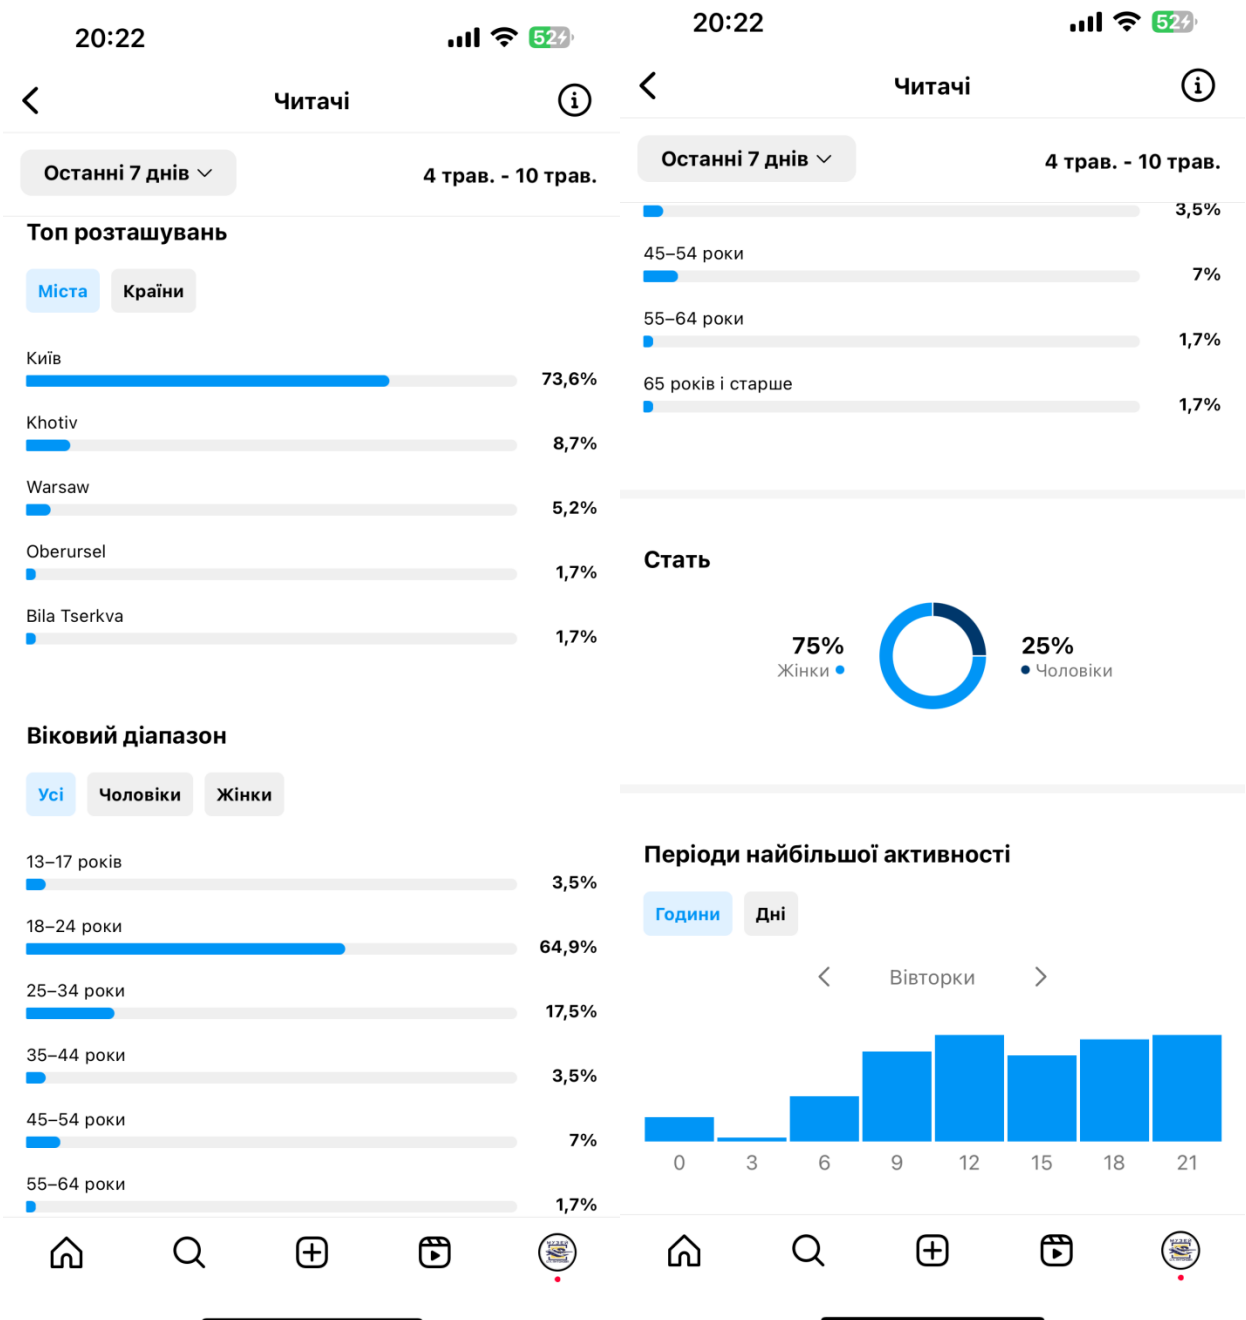 20:22
52
Читачі
Останні 7 днів
4 трав. - 10 трав.
Топ розташувань
Міста
Країни
Київ
73,6%
Khotiv
8,7%
Warsaw
5,2%
Oberursel
1,7%
Bila Tserkva
1,7%
Віковий діапазон
Усі
Чоловіки
Жінки
13–17 років
3,5%
18–24 роки
64,9%
25–34 роки
17,5%
35–44 роки
3,5%
45–54 роки
7%
55–64 роки
1,7%
20:22
52
Читачі
Останні 7 днів
4 трав. - 10 трав.
3,5%
45–54 роки
7%
55–64 роки
1,7%
65 років і старше
1,7%
Стать
75%
Жінки
25%
Чоловіки
Періоди найбільшої активності
Години
Дні
Вівторки
0 3 6 9 12 15 18 21